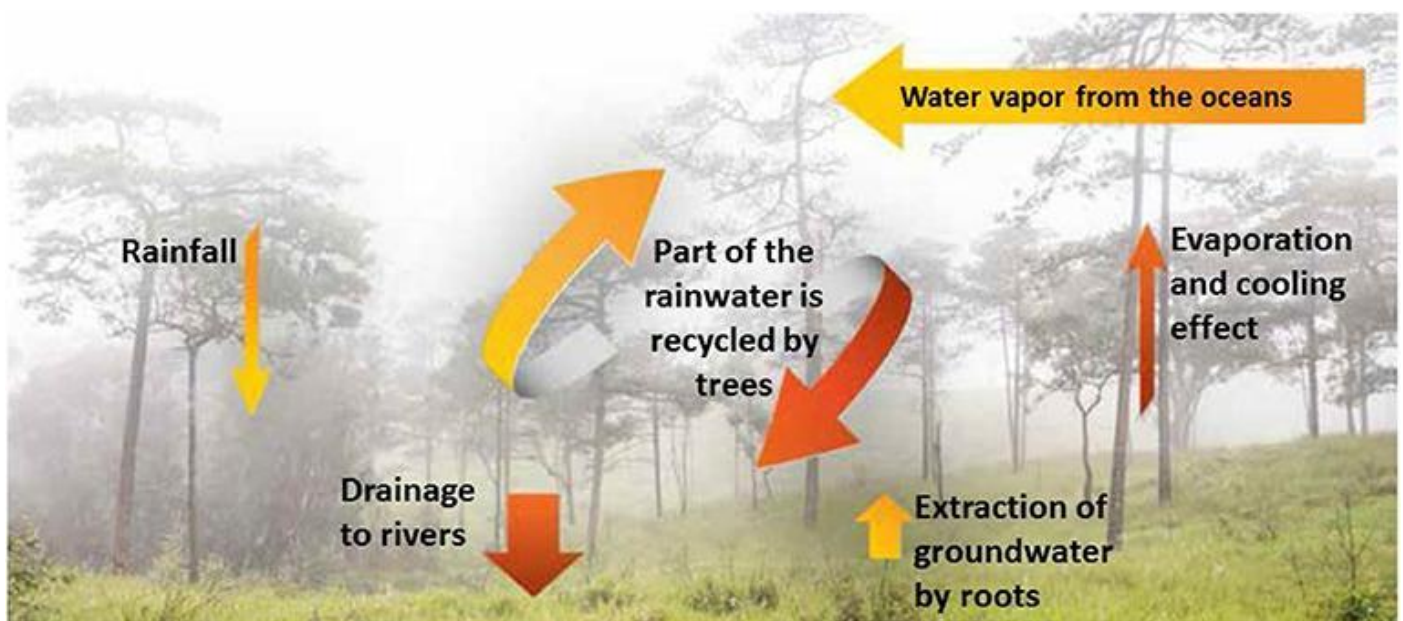 Water vapor from the oceans
Rainfall
Part of the
rainwater is
recycled by
trees
Evaporation
and cooling
effect
Drainage
to rivers
Extraction of
groundwater
by roots